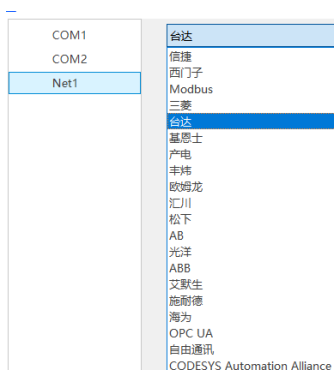 COM1
COM2
Net1
台达
信捷
西门子
Modbus
三菱
台达
基恩士
产电
丰炜
欧姆龙
汇川
松下
AB
光洋
ABB
艾默生
施耐德
海为
OPC UA
自由通讯
CODESYS Automation Alliance